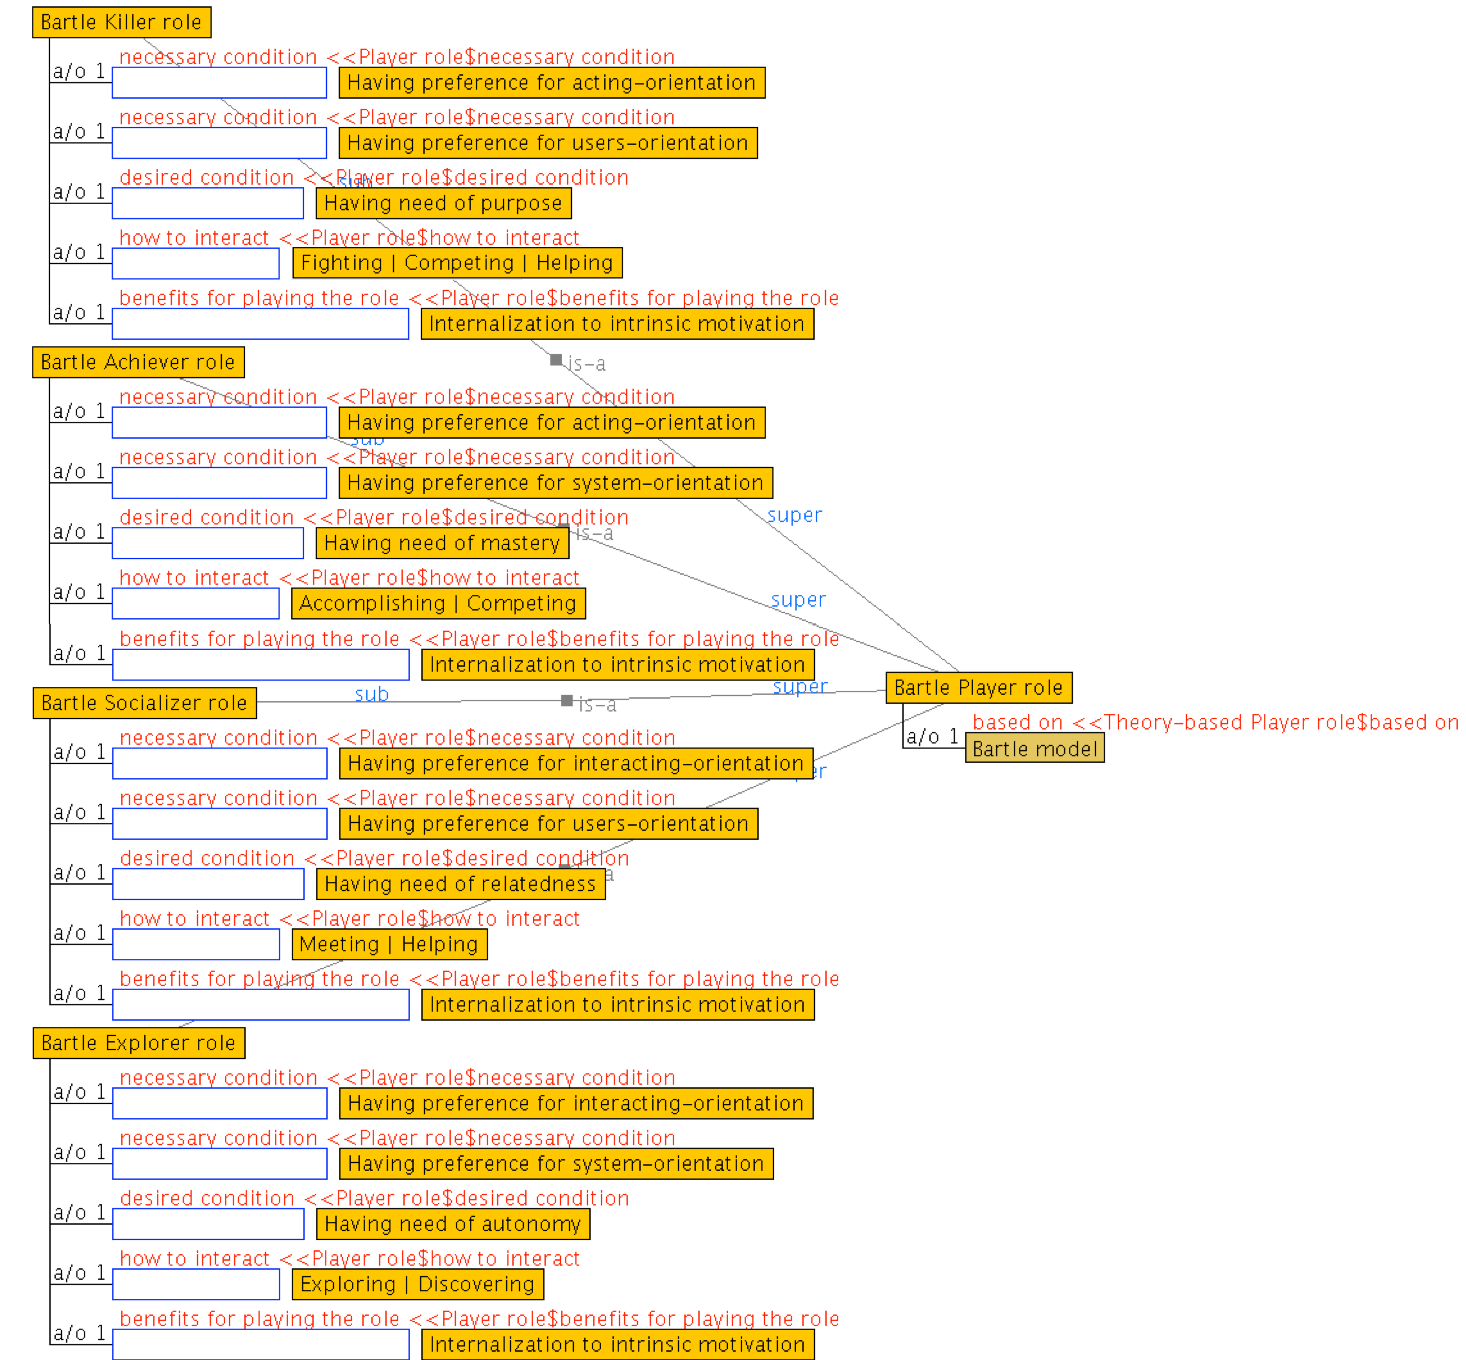 Bartle Killer role
necessary condition <<Player role$necessary condition
a/o 1
Having preference for acting-orientation
necessary condition <<Player role$necessary condition
a/o 1
Having preference for users-orientation
desired condition <<Player role$desired condition
sub
a/o 1
Having need of purpose
how to interact <<Player role$how to interact
a/o 1
Fighting | Competing | Helping
benefits for playing the role <<Player role$benefits for playing the role
a/o 1
Internalization to intrinsic motivation
is-a
Bartle Achiever role
necessary condition <<Player role$necessary condition
a/o 1
Having preference for acting-orientation
sub
necessary condition <<Player role$necessary condition
a/o 1
Having preference for system-orientation
super
desired condition <<Player role$desired condition
is-a
a/o 1
Having need of mastery
how to interact <<Player role$how to interact
a/o 1
Accomplishing | Competing
super
benefits for playing the role <<Player role$benefits for playing the role
a/o 1
Internalization to intrinsic motivation
Bartle Socializer role
sub
is-a
super
Bartle Player role
based on <<Theory-based Player role$based on
a/o 1
Bartle model
necessary condition <<Player role$necessary condition
a/o 1
Having preference for interacting-orientation
necessary condition <<Player role$necessary condition
a/o 1
Having preference for users-orientation
desired condition <<Player role$desired condition
a/o 1
Having need of relatedness
how to interact <<Player role$how to interact
a/o 1
Meeting | Helping
benefits for playing the role <<Player role$benefits for playing the role
a/o 1
Internalization to intrinsic motivation
Bartle Explorer role
necessary condition <<Player role$necessary condition
a/o 1
Having preference for interacting-orientation
necessary condition <<Player role$necessary condition
a/o 1
Having preference for system-orientation
desired condition <<Player role$desired condition
a/o 1
Having need of autonomy
how to interact <<Player role$how to interact
a/o 1
Exploring | Discovering
benefits for playing the role <<Player role$benefits for playing the role
a/o 1
Internalization to intrinsic motivation